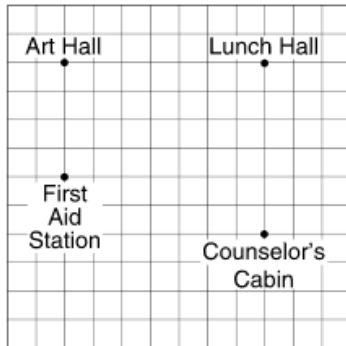 Art Hall
Lunch Hall
First
Aid
Station
Counselor's
Cabin